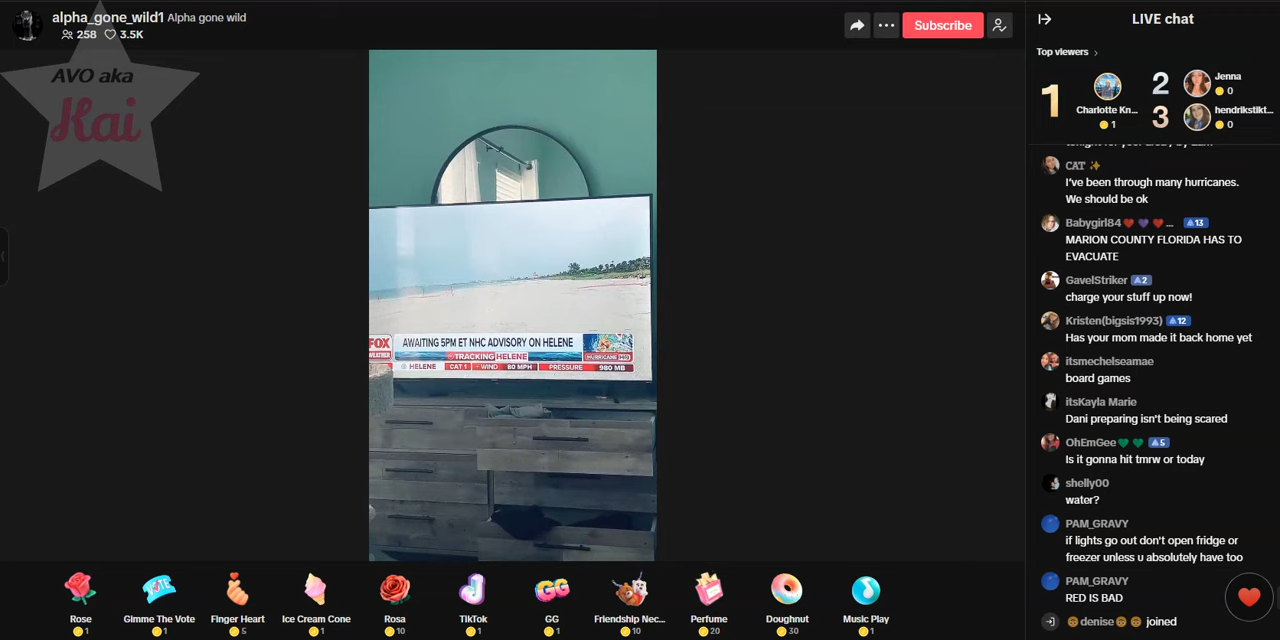 alpha_gone_wild1 Alpha gone wild
258 3.5K
Subscribe
AVO aka
Kai
AWAITING 5PM ET NHC ADVISORY ON HELENE
FOX
WEATHER
TRACKING HELENE
HURRICANE HQ
HELENE CAT 1 WIND 80 MPH PRESSURE 980 MB
Rose
1
GImme The Vote
1
Finger Heart
5
Ice Cream Cone
1
Rosa
10
TikTok
1
GG
1
Friendship Nec...
10
Perfume
20
Doughnut
30
Music Play
1
LIVE chat
Top viewers >
1
Charlotte Kn...
1
2
Jenna
0
3
hendrikstikt...
0
CAT
I've been through many hurricanes.
We should be ok
Babygirl84 ... 13
MARION COUNTY FLORIDA HAS TO
EVACUATE
GavelStriker 2
charge your stuff up now!
Kristen(bigsis1993) 12
Has your mom made it back home yet
itsmechelseamae
board games
itsKayla Marie
Dani preparing isn't being scared
OhEmGee 5
Is it gonna hit tmrw or today
shelly00
water?
PAM_GRAVY
if lights go out don't open fridge or
freezer unless u absolutely have too
PAM_GRAVY
RED IS BAD
denise joined